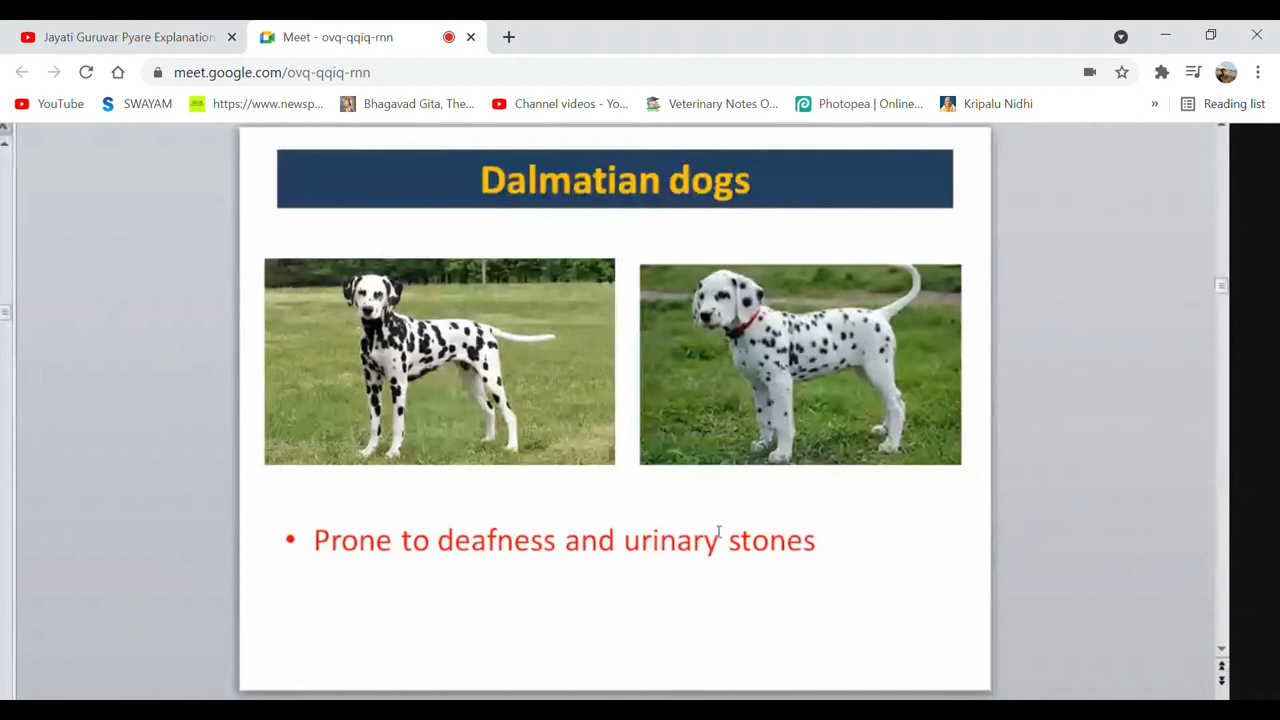 Jayati Guruvar Pyare Explanation
Meet - ovq-qqiq-rnn
meet.google.com/ovq-qqiq-rnn
YouTube
SWAYAM
https://www.newsp...
Bhagavad Gita, The...
Channel videos - Yo...
Veterinary Notes O...
Photopea | Online...
Kripalu Nidhi
»
Reading list
Dalmatian dogs
• Prone to deafness and urinary stones